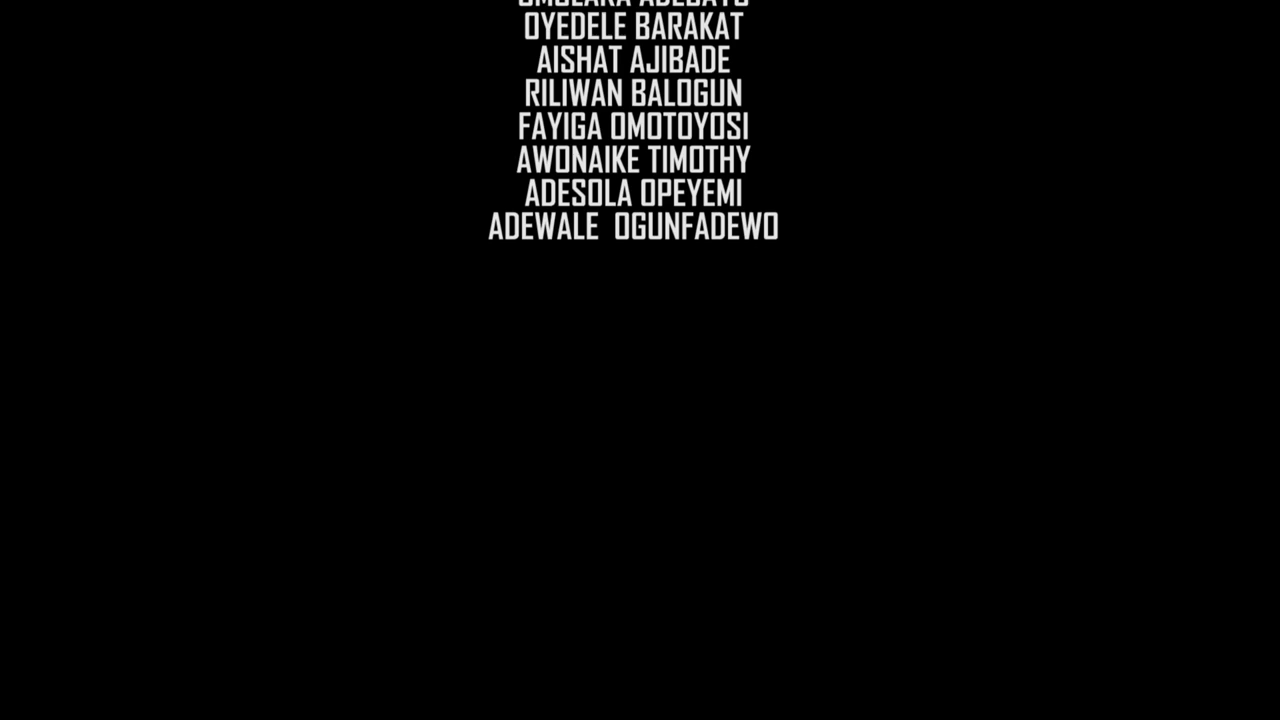 OYEDELE BARAKAT
AISHAT AJIBADE
RILIWAN BALOGUN
FAYIGA OMOTOYOSI
AWONAIKE TIMOTHY
ADESOLA OPEYEMI
ADEWALE OGUNFADEWO